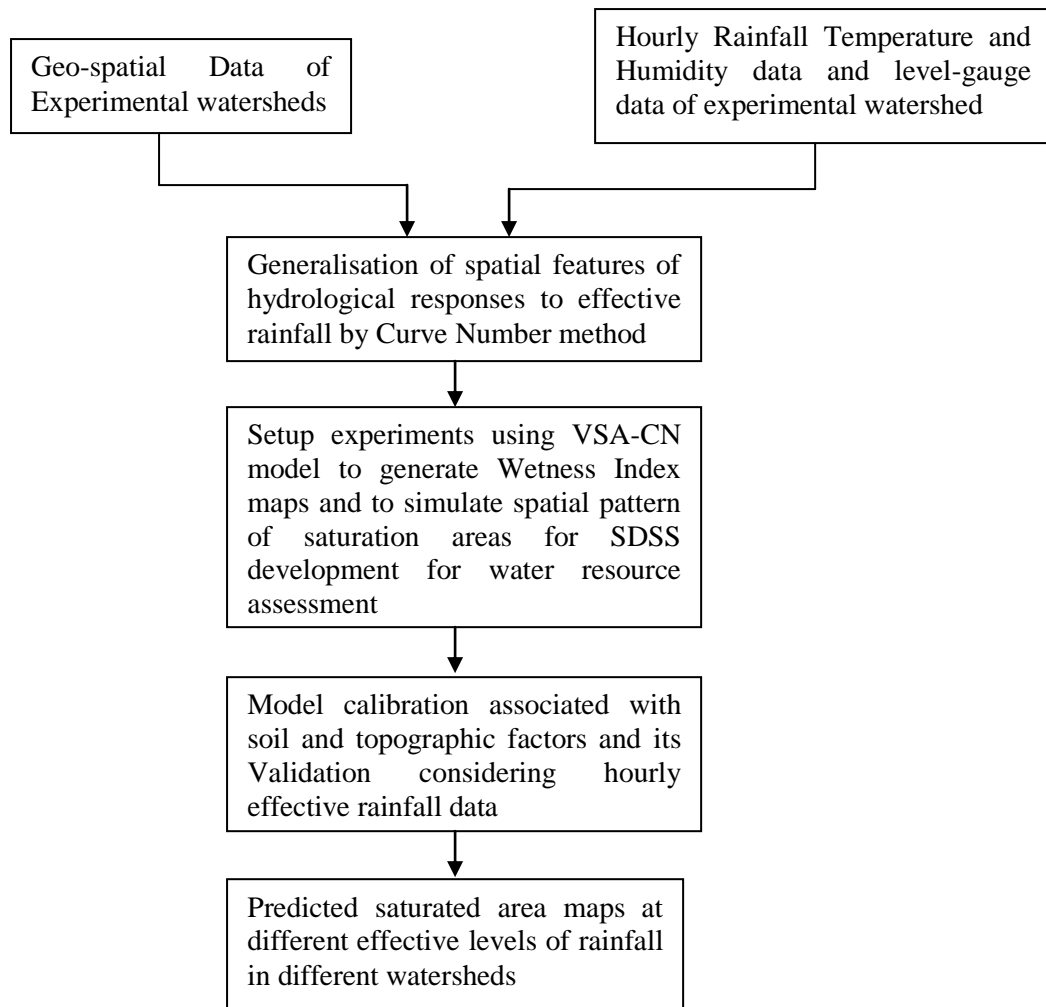 Geo-spatial Data of
Experimental watersheds
Hourly Rainfall Temperature and
Humidity data and level-gauge
data of experimental watershed
Generalisation of spatial features of
hydrological responses to effective
rainfall by Curve Number method
Setup experiments using VSA-CN
model to generate Wetness Index
maps and to simulate spatial pattern
of saturation areas for SDSS
development for water resource
assessment
Model calibration associated with
soil and topographic factors and its
Validation considering hourly
effective rainfall data
Predicted saturated area maps at
different effective levels of rainfall
in different watersheds